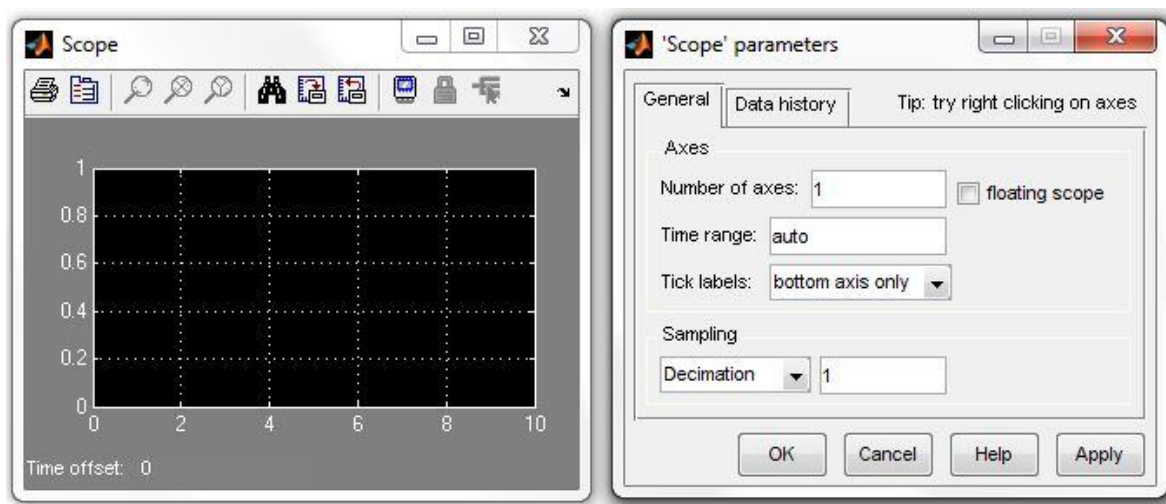 Scope
1
0.8
0.6
0.4
0.2
0
0 2 4 6 8 10
Time offset: 0
'Scope' parameters
General Data history Tip: try right clicking on axes
Axes
Number of axes: 1 floating scope
Time range: auto
Tick labels: bottom axis only
Sampling
Decimation 1
OK Cancel Help Apply